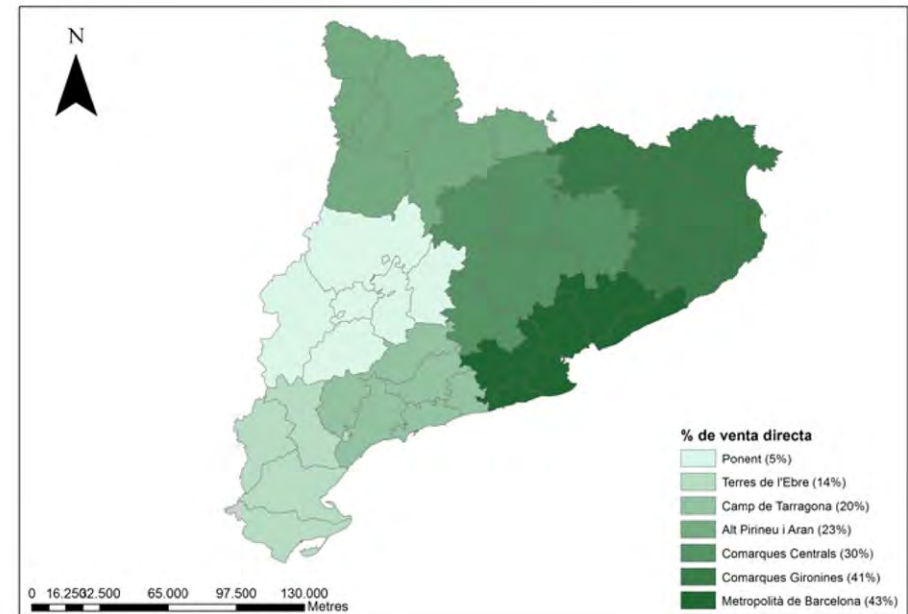 N
% de venta directa
Ponent (5%)
Terres de l'Ebre (14%)
Camp de Tarragona (20%)
Alt Pirineu i Aran (23%)
Comarques Centrals (30%)
Comarques Gironines (41%)
Metropolità de Barcelona (43%)
0 16.25032.500 65.000 97.500 130.000
Metres